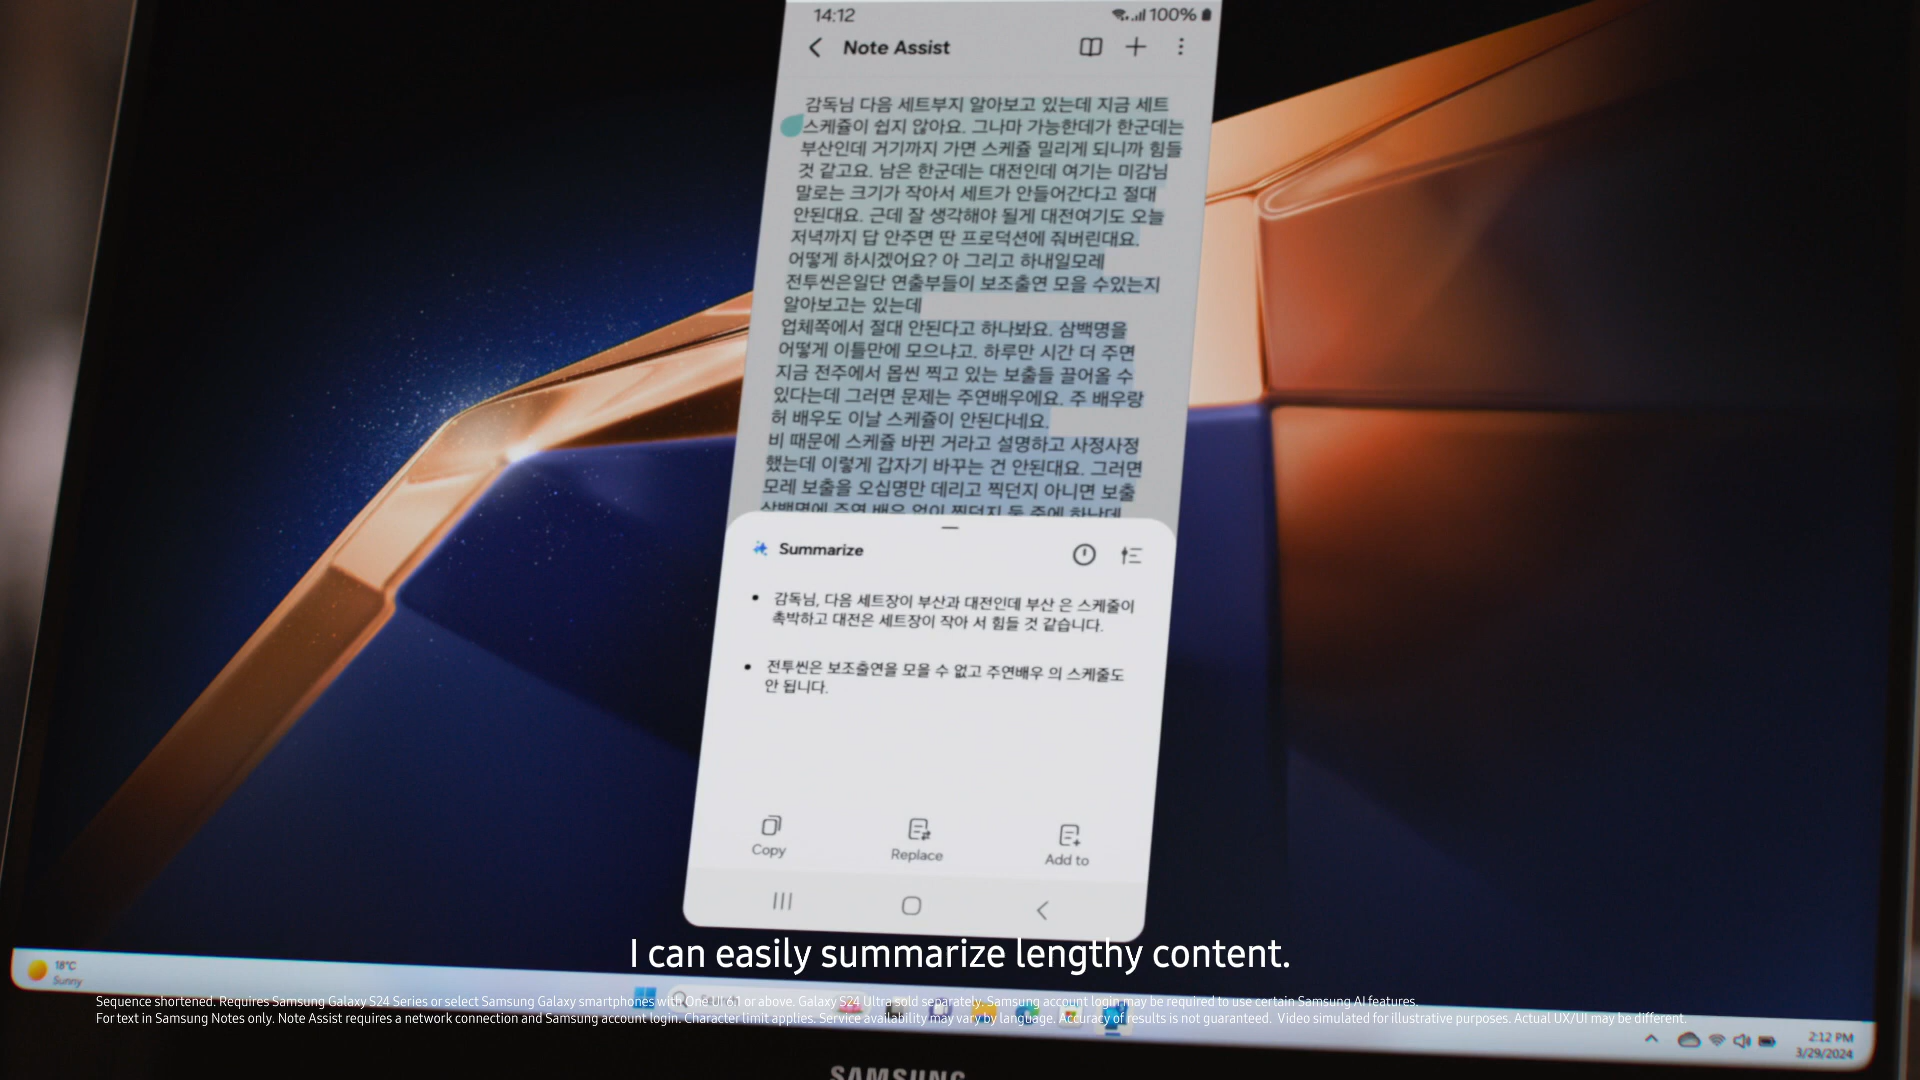 14:12
100%
Note Assist
감독님 다음 세트부지 알아보고 있는데 지금 세트
스케쥴이 쉽지 않아요. 그나마 가능한데가 한군데는
부산인데 거기까지 가면 스케쥴 밀리게 되니까 힘들
것 같고요. 남은 한군데는 대전인데 여기는 미감님
말로는 크기가 작아서 세트가 안들어간다고 절대
안된대요. 근데 잘 생각해야 될게 대전여기도 오늘
저녁까지 답 안주면 딴 프로덕션에 줘버린대요.
어떻게 하시겠어요? 아 그리고 하내일모레
전투씬은일단 연출부들이 보조출연 모을 수있는지
알아보고는 있는데
업체쪽에서 절대 안된다고 하나봐요. 삼백명을
어떻게 이틀만에 모으냐고. 하루만 시간 더 주면
지금 전주에서 몹씬 찍고 있는 보출들 끌어올 수
있다는데 그러면 문제는 주연배우에요. 주 배우랑
허 배우도 이날 스케쥴이 안된다네요.
비 때문에 스케쥴 바뀐 거라고 설명하고 사정사정
했는데 이렇게 갑자기 바꾸는 건 안된대요. 그러면
모레 보출을 오십명만 데리고 찍던지 아니면 보출
삼백명에 주연 배우 없이 찍던지 둘 중에 하난데
Summarize
• 감독님, 다음 세트장이 부산과 대전인데 부산 은 스케줄이
촉박하고 대전은 세트장이 작아 서 힘들 것 같습니다.
• 전투씬은 보조출연을 모을 수 없고 주연배우 의 스케줄도
안 됩니다.
Copy
Replace
Add to
I can easily summarize lengthy content.
18°C
Sunny
Sequence shortened. Requires Samsung Galaxy S24 Series or select Samsung Galaxy smartphones with One UI 6.1 or above. Galaxy S24 Ultra sold separately. Samsung account login may be required to use certain Samsung AI features.
For text in Samsung Notes only. Note Assist requires a network connection and Samsung account login. Character limit applies. Service availability may vary by language. Accuracy of results is not guaranteed. Video simulated for illustrative purposes. Actual UX/UI may be different.
2:12 PM
3/29/2024
SAMSUNG